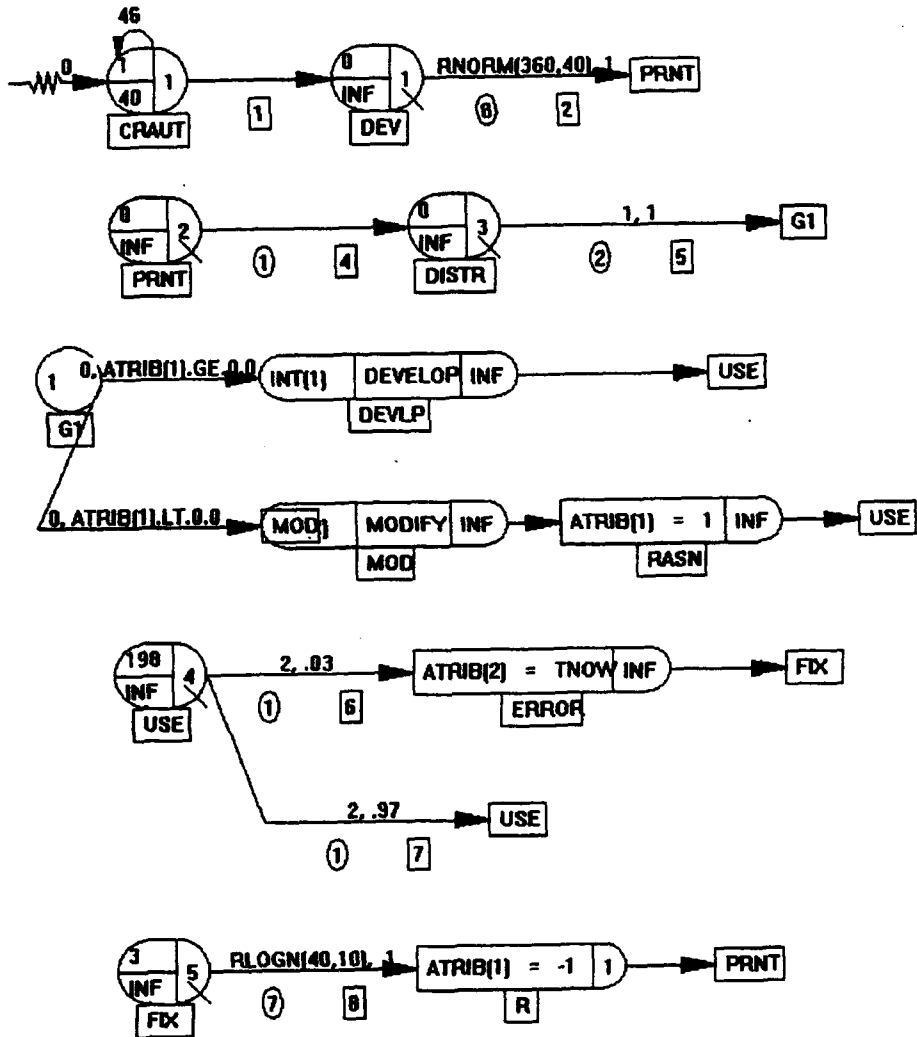 46
0
1
40
1
CRAUT
1
0
INF
1
DEV
RNORM(360,40), 1
8
2
PRNT
0
INF
2
PRNT
1
4
0
INF
3
DISTR
1, 1
2
5
G1
1
G1
0, ATRIB(1).GE.0.0
INT(1)
DEVELOP
INF
DEVLP
USE
0, ATRIB(1).LT.0.0
MOD
MODIFY
INF
MOD
ATRIB(1) = 1
INF
RASN
USE
198
INF
4
USE
2, .03
1
6
ATRIB(2) = TNOW
INF
ERROR
FIX
2, .97
1
7
USE
3
INF
5
FIX
RLOGN(40,10), 1
7
8
ATRIB(1) = -1
1
R
PRNT